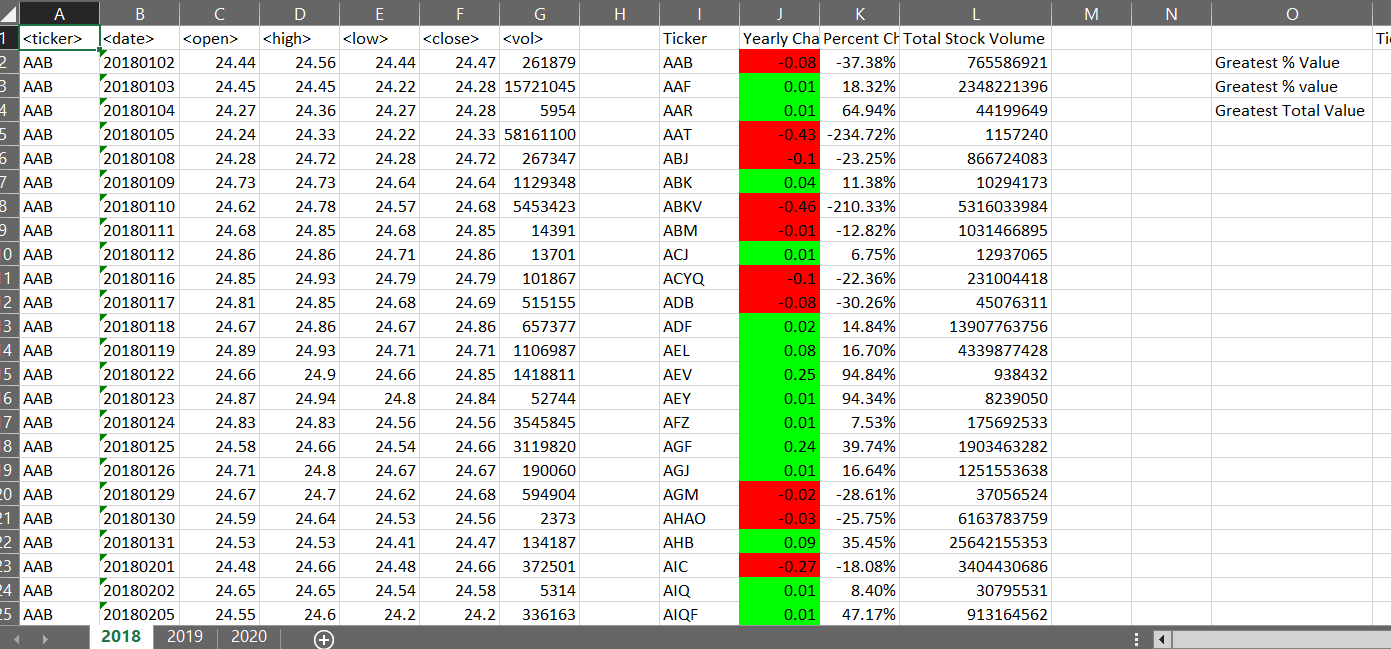 A B C D E F G H I J K L M N O
1 <ticker> <date> <open> <high> <low> <close> <vol> Ticker Yearly Cha Percent Ch Total Stock Volume Ti
2 AAB 20180102 24.44 24.56 24.44 24.47 261879 AAB -0.08 -37.38% 765586921 Greatest % Value
3 AAB 20180103 24.45 24.45 24.22 24.28 15721045 AAF 0.01 18.32% 2348221396 Greatest % value
4 AAB 20180104 24.27 24.36 24.27 24.28 5954 AAR 0.01 64.94% 44199649 Greatest Total Value
5 AAB 20180105 24.24 24.33 24.22 24.33 58161100 AAT -0.43 -234.72% 1157240
6 AAB 20180108 24.28 24.72 24.28 24.72 267347 ABJ -0.1 -23.25% 866724083
7 AAB 20180109 24.73 24.73 24.64 24.64 1129348 ABK 0.04 11.38% 10294173
8 AAB 20180110 24.62 24.78 24.57 24.68 5453423 ABKV -0.46 -210.33% 5316033984
9 AAB 20180111 24.68 24.85 24.68 24.85 14391 ABM -0.01 -12.82% 1031466895
10 AAB 20180112 24.86 24.86 24.71 24.86 13701 ACJ 0.01 6.75% 12937065
11 AAB 20180116 24.85 24.93 24.79 24.79 101867 ACYQ -0.1 -22.36% 231004418
12 AAB 20180117 24.81 24.85 24.68 24.69 515155 ADB -0.08 -30.26% 45076311
13 AAB 20180118 24.67 24.86 24.67 24.86 657377 ADF 0.02 14.84% 13907763756
14 AAB 20180119 24.89 24.93 24.71 24.71 1106987 AEL 0.08 16.70% 4339877428
15 AAB 20180122 24.66 24.9 24.66 24.85 1418811 AEV 0.25 94.84% 938432
16 AAB 20180123 24.87 24.94 24.8 24.84 52744 AEY 0.01 94.34% 8239050
17 AAB 20180124 24.83 24.83 24.56 24.56 3545845 AFZ 0.01 7.53% 175692533
18 AAB 20180125 24.58 24.66 24.54 24.66 3119820 AGF 0.24 39.74% 1903463282
19 AAB 20180126 24.71 24.8 24.67 24.67 190060 AGJ 0.01 16.64% 1251553638
20 AAB 20180129 24.67 24.7 24.62 24.68 594904 AGM -0.02 -28.61% 37056524
21 AAB 20180130 24.59 24.64 24.53 24.56 2373 AHAO -0.03 -25.75% 6163783759
22 AAB 20180131 24.53 24.53 24.41 24.47 134187 AHB 0.09 35.45% 25642155353
23 AAB 20180201 24.48 24.66 24.48 24.66 372501 AIC -0.27 -18.08% 3404430686
24 AAB 20180202 24.65 24.65 24.54 24.58 5314 AIQ 0.01 8.40% 30795531
25 AAB 20180205 24.55 24.6 24.2 24.2 336163 AIQF 0.01 47.17% 913164562
2018 2019 2020